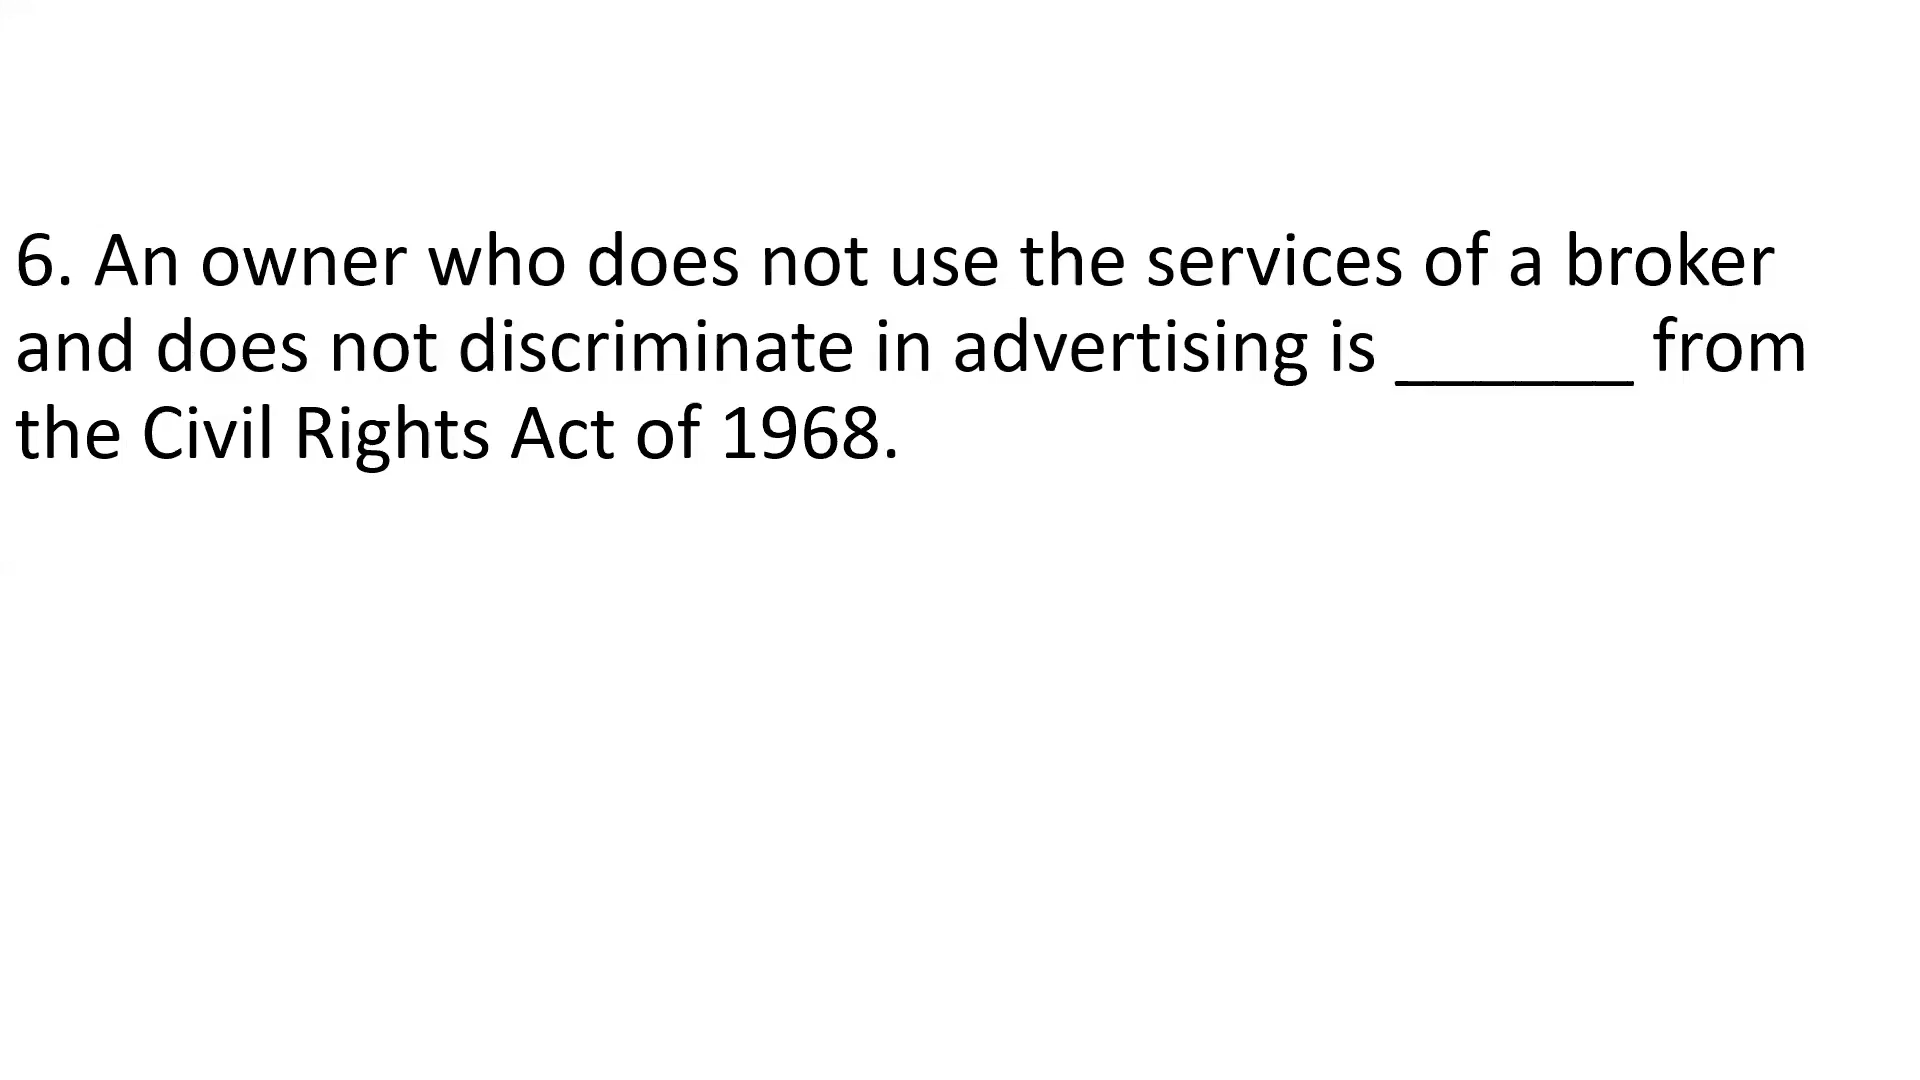 6. An owner who does not use the services of a broker
and does not discriminate in advertising is _______ from
the Civil Rights Act of 1968.